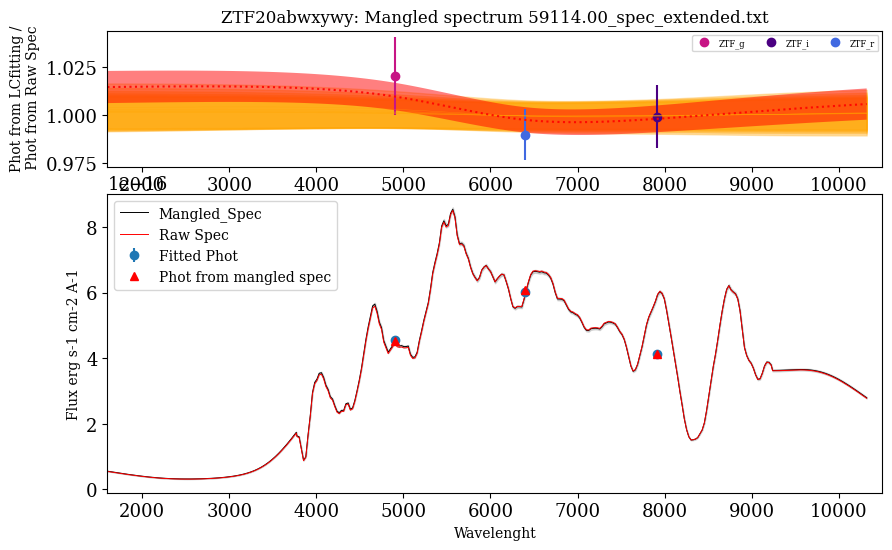 ZTF20abwxywy: Mangled spectrum 59114.00_spec_extended.txt
Phot from LCfitting /
Phot from Raw Spec
1.025
1.000
0.975
ZTF_g ZTF_i ZTF_r
2000 3000 4000 5000 6000 7000 8000 9000 10000
1e−16
Mangled_Spec
Raw Spec
Fitted Phot
Phot from mangled spec
Flux erg s-1 cm-2 A-1
8
6
4
2
0
2000 3000 4000 5000 6000 7000 8000 9000 10000
Wavelenght